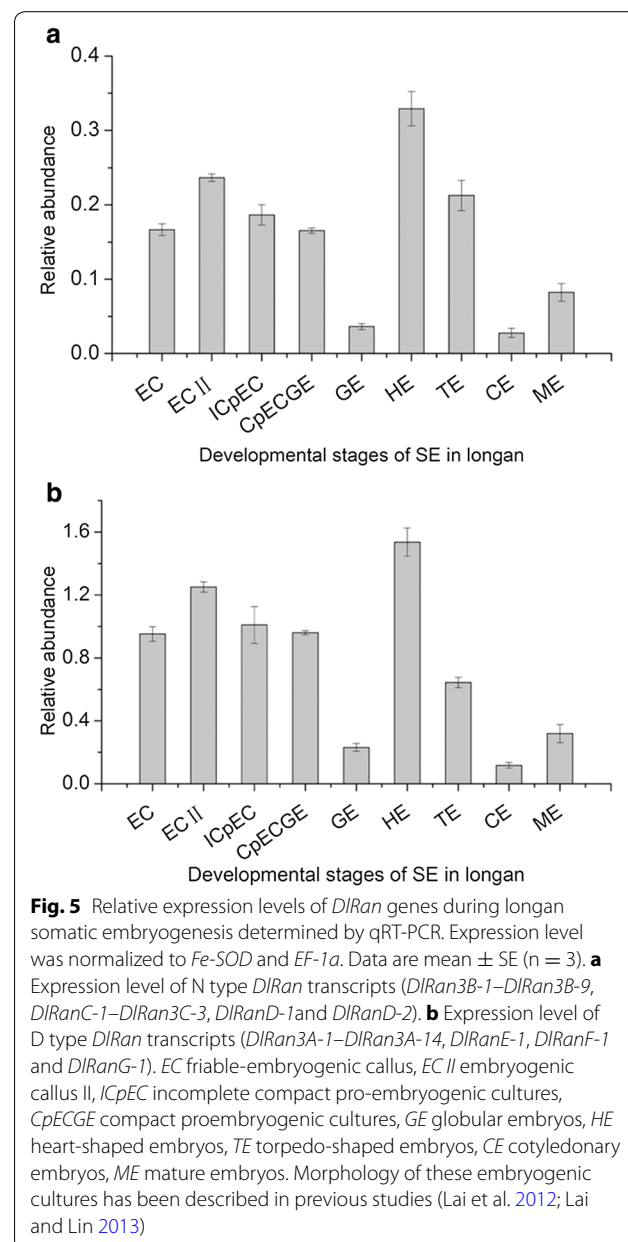 a
0.4
0.3
0.2
0.1
0.0
Relative abundance
EC
EC II
ICpEC
CpECGE
GE
HE
TE
CE
ME
Developmental stages of SE in longan
b
1.6
1.2
0.8
0.4
0.0
Relative abundance
EC
EC II
ICpEC
CpECGE
GE
HE
TE
CE
ME
Developmental stages of SE in longan
Fig. 5 Relative expression levels of DlRan genes during longan
somatic embryogenesis determined by qRT-PCR. Expression level
was normalized to Fe-SOD and EF-1a. Data are mean ± SE (n = 3). a
Expression level of N type DlRan transcripts (DlRan3B-1–DlRan3B-9,
DlRanC-1–DlRan3C-3, DlRanD-1and DlRanD-2). b Expression level of
D type DlRan transcripts (DlRan3A-1–DlRan3A-14, DlRanE-1, DlRanF-1
and DlRanG-1). EC friable-embryogenic callus, EC II embryogenic
callus II, ICpEC incomplete compact pro-embryogenic cultures,
CpECGE compact proembryogenic cultures, GE globular embryos, HE
heart-shaped embryos, TE torpedo-shaped embryos, CE cotyledonary
embryos, ME mature embryos. Morphology of these embryogenic
cultures has been described in previous studies (Lai et al. 2012; Lai
and Lin 2013)